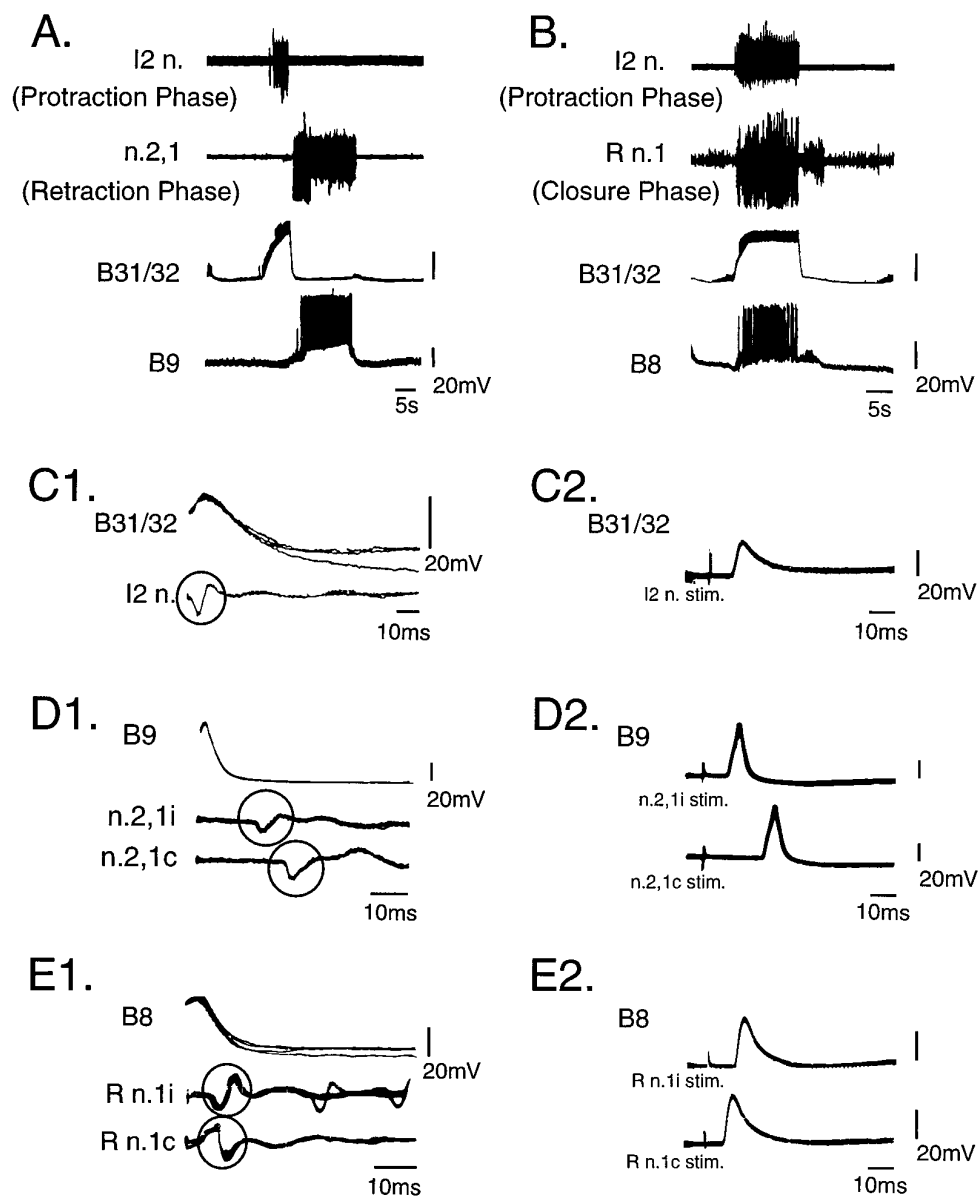 A.
I2 n.
(Protraction Phase)
n.2,1
(Retraction Phase)
B31/32
B9
20mV
5s
B.
I2 n.
(Protraction Phase)
R n.1
(Closure Phase)
B31/32
B8
20mV
5s
C1.
B31/32
20mV
I2 n.
10ms
C2.
B31/32
I2 n. stim.
20mV
10ms
D1.
B9
20mV
n.2,1i
n.2,1c
10ms
D2.
B9
n.2,1i stim.
n.2,1c stim.
20mV
10ms
E1.
B8
20mV
R n.1i
R n.1c
10ms
E2.
B8
R n.1i stim.
R n.1c stim.
20mV
10ms